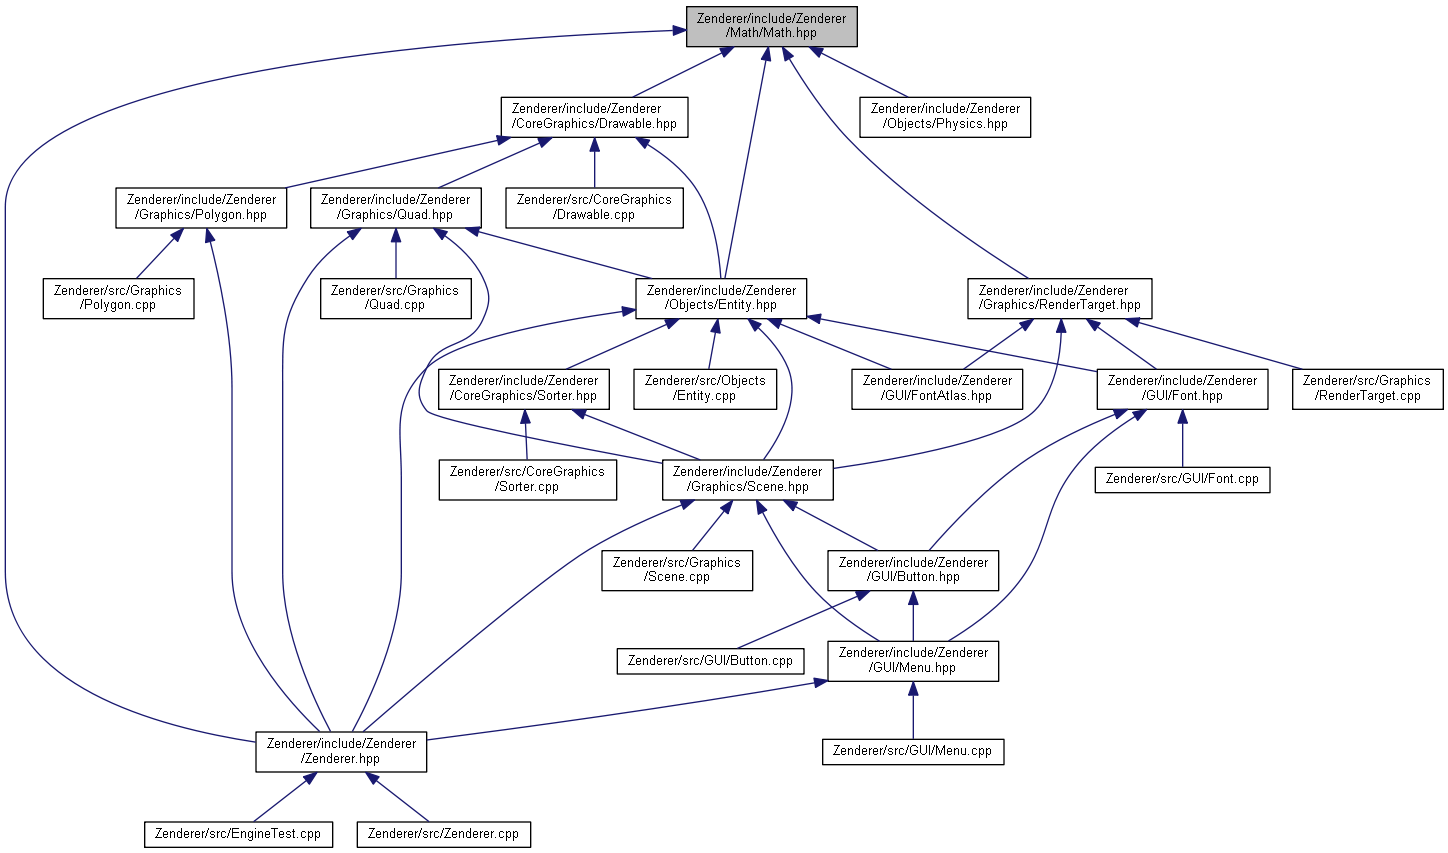 Zenderer/include/Zenderer
/Math/Math.hpp
Zenderer/include/Zenderer
/CoreGraphics/Drawable.hpp
Zenderer/include/Zenderer
/Objects/Physics.hpp
Zenderer/include/Zenderer
/Graphics/Polygon.hpp
Zenderer/include/Zenderer
/Graphics/Quad.hpp
Zenderer/src/CoreGraphics
/Drawable.cpp
Zenderer/src/Graphics
/Polygon.cpp
Zenderer/src/Graphics
/Quad.cpp
Zenderer/include/Zenderer
/Objects/Entity.hpp
Zenderer/include/Zenderer
/Graphics/RenderTarget.hpp
Zenderer/include/Zenderer
/CoreGraphics/Sorter.hpp
Zenderer/src/Objects
/Entity.cpp
Zenderer/include/Zenderer
/GUI/FontAtlas.hpp
Zenderer/include/Zenderer
/GUI/Font.hpp
Zenderer/src/Graphics
/RenderTarget.cpp
Zenderer/src/CoreGraphics
/Sorter.cpp
Zenderer/include/Zenderer
/Graphics/Scene.hpp
Zenderer/src/GUI/Font.cpp
Zenderer/src/Graphics
/Scene.cpp
Zenderer/include/Zenderer
/GUI/Button.hpp
Zenderer/src/GUI/Button.cpp
Zenderer/include/Zenderer
/GUI/Menu.hpp
Zenderer/include/Zenderer
/Zenderer.hpp
Zenderer/src/GUI/Menu.cpp
Zenderer/src/EngineTest.cpp
Zenderer/src/Zenderer.cpp